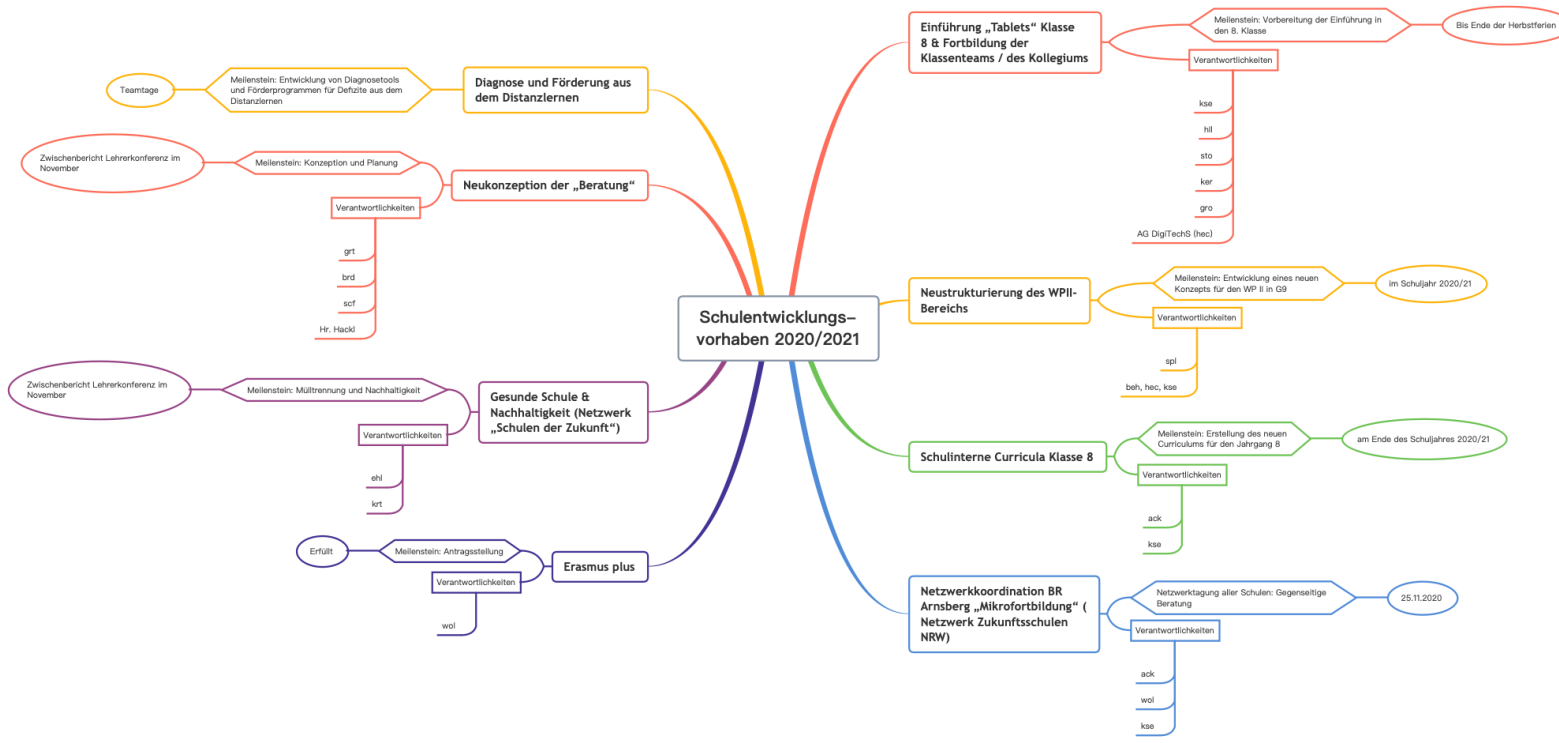 Schulentwicklungs–
vorhaben 2020/2021
Einführung „Tablets“ Klasse
8 & Fortbildung der
Klassenteams / des Kollegiums
Meilenstein: Vorbereitung der Einführung in
den 8. Klasse
Bis Ende der Herbstferien
Verantwortlichkeiten
kse
hll
sto
ker
gro
AG DigiTechS (hec)
Neustrukturierung des WPII-
Bereichs
Meilenstein: Entwicklung eines neuen
Konzepts für den WP II in G9
im Schuljahr 2020/21
Verantwortlichkeiten
spl
beh, hec, kse
Schulinterne Curricula Klasse 8
Meilenstein: Erstellung des neuen
Curriculums für den Jahrgang 8
am Ende des Schuljahres 2020/21
Verantwortlichkeiten
ack
kse
Netzwerkkoordination BR
Arnsberg „Mikrofortbildung“ (
Netzwerk Zukunftsschulen
NRW)
Netzwerktagung aller Schulen: Gegenseitige
Beratung
25.11.2020
Verantwortlichkeiten
ack
wol
kse
Diagnose und Förderung aus
dem Distanzlernen
Meilenstein: Entwicklung von Diagnosetools
und Förderprogrammen für Defizite aus dem
Distanzlernen
Teamtage
Neukonzeption der „Beratung“
Meilenstein: Konzeption und Planung
Zwischenbericht Lehrerkonferenz im
November
Verantwortlichkeiten
grt
brd
scf
Hr. Hackl
Gesunde Schule &
Nachhaltigkeit (Netzwerk
„Schulen der Zukunft“)
Meilenstein: Mülltrennung und Nachhaltigkeit
Zwischenbericht Lehrerkonferenz im
November
Verantwortlichkeiten
ehl
krt
Erasmus plus
Meilenstein: Antragsstellung
Erfüllt
Verantwortlichkeiten
wol